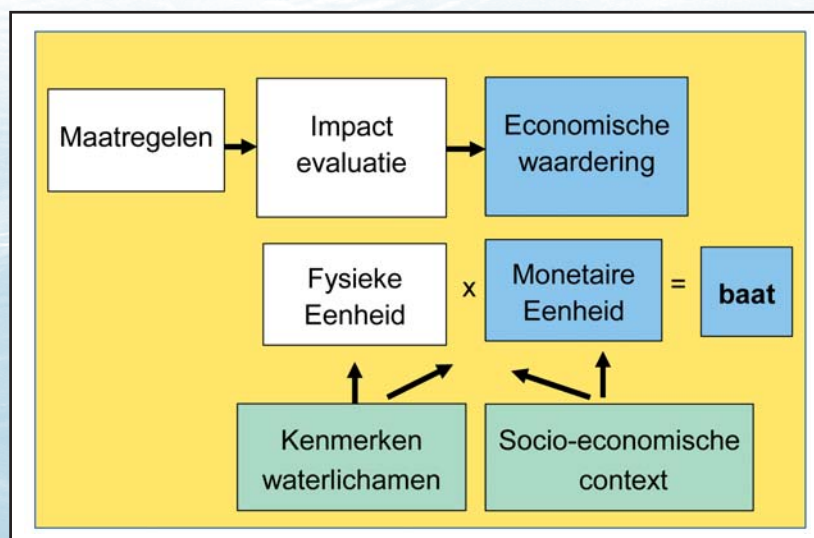 Maatregelen
Impact
evaluatie
Economische
waardering
Fysieke
Eenheid
x
Monetaire
Eenheid
=
baat
Kenmerken
waterlichamen
Socio-economische
context